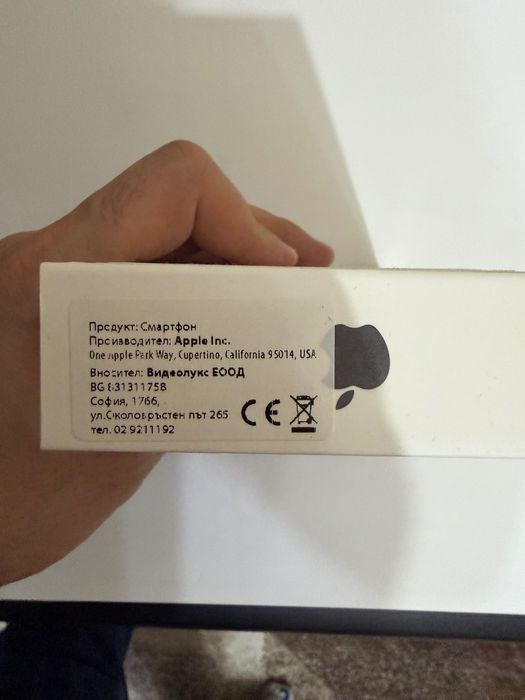 Продукт: Смартфон
Производител: Apple Inc.
One Apple Park Way, Cupertino, California 95014, USA
Вносител: Видеолукс ЕООД
BG 831311758
София, 1766,
ул.Околовръстен път 265
тел. 02 9211192
CE